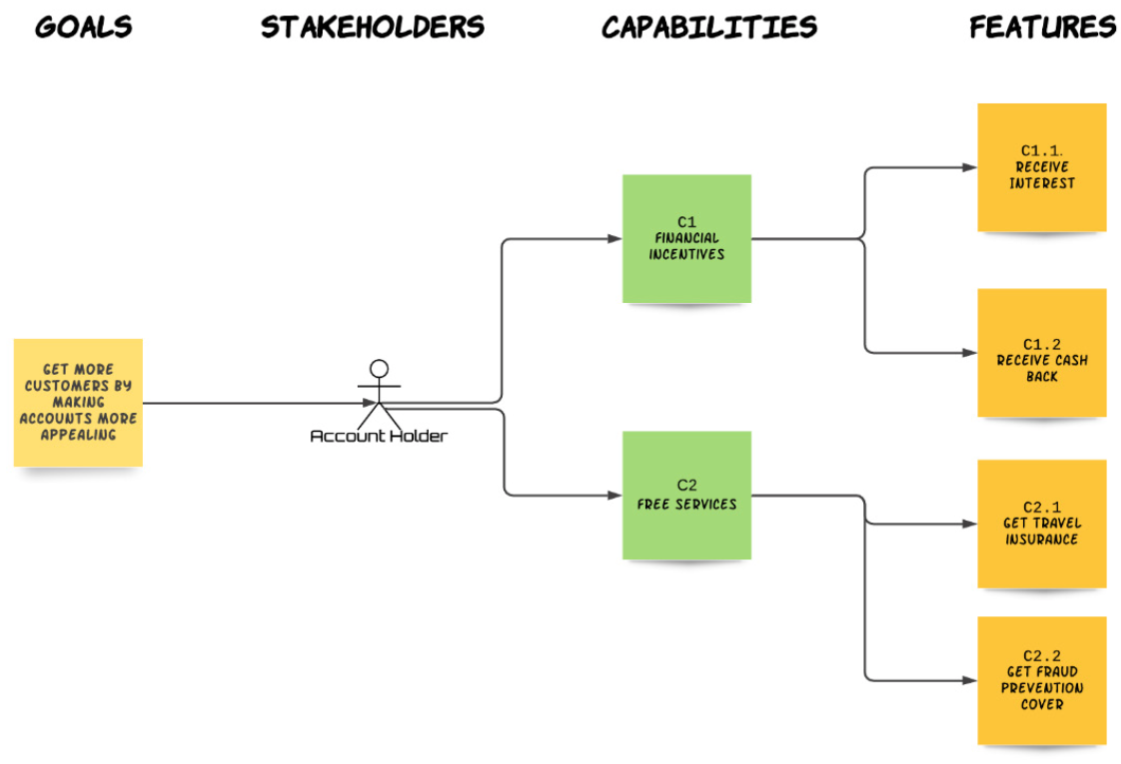 GOALS
STAKEHOLDERS
CAPABILITIES
FEATURES
GET MORE
CUSTOMERS BY
MAKING
ACCOUNTS MORE
APPEALING
Account Holder
C1
FINANCIAL
INCENTIVES
C2
FREE SERVICES
C1.1.
RECEIVE
INTEREST
C1.2
RECEIVE CASH
BACK
C2.1
GET TRAVEL
INSURANCE
C2.2
GET FRAUD
PREVENTION
COVER